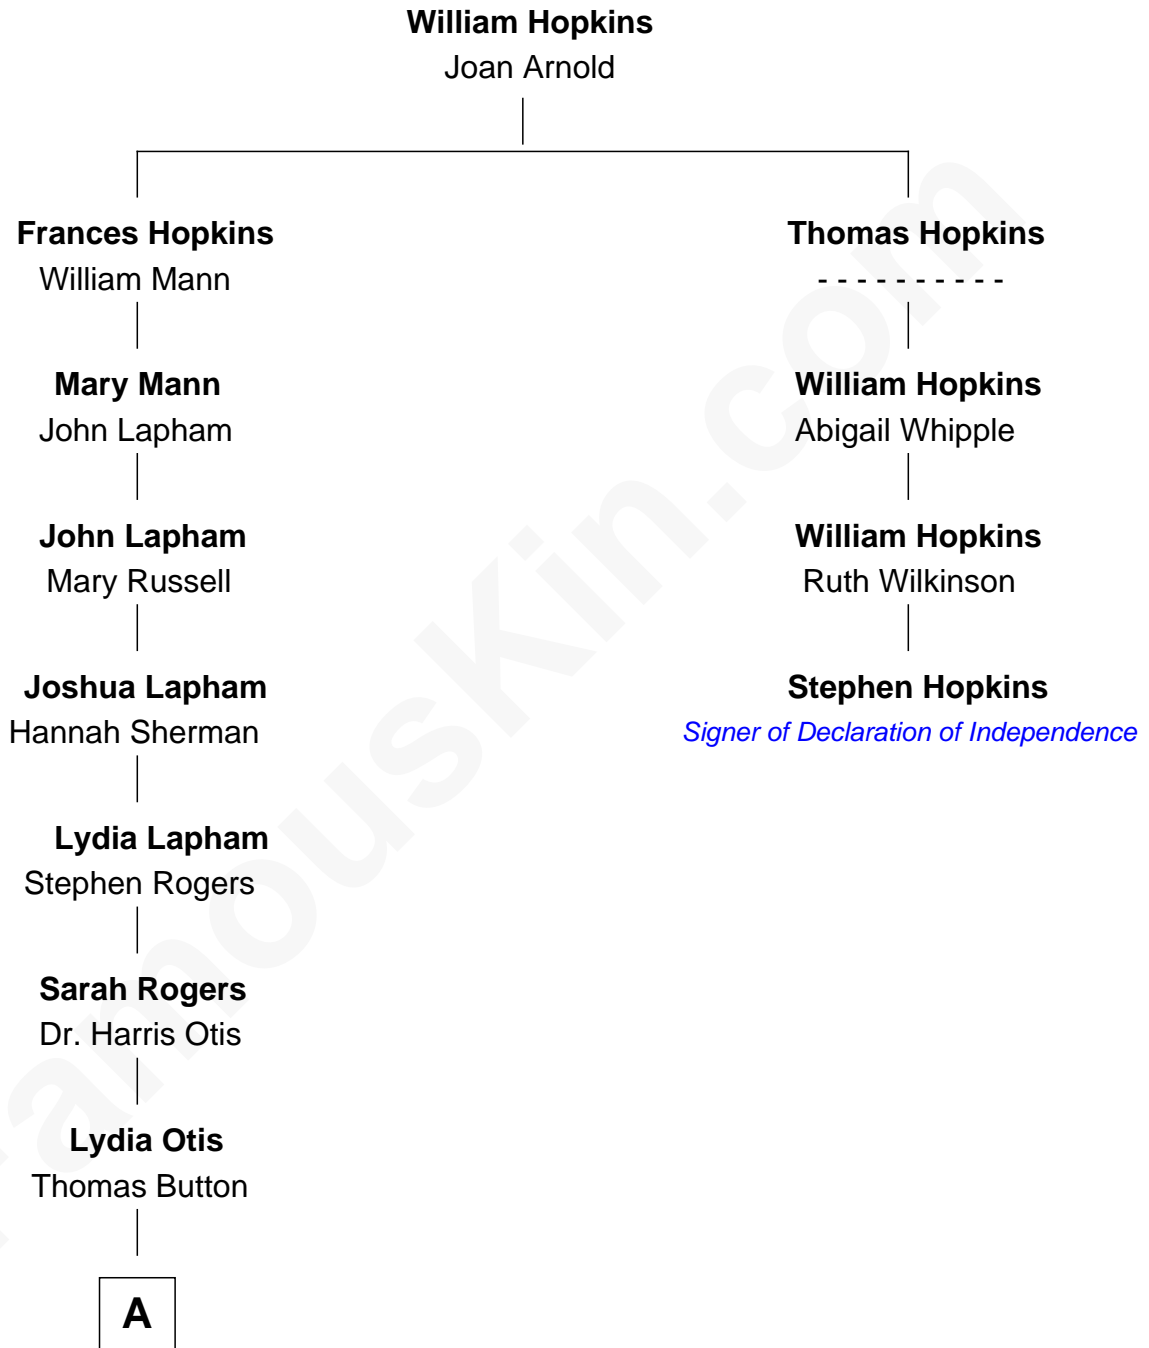 William Hopkins
Joan Arnold
Frances Hopkins
William Mann
Thomas Hopkins
- - - - - - - - - -
Mary Mann
John Lapham
William Hopkins
Abigail Whipple
John Lapham
Mary Russell
William Hopkins
Ruth Wilkinson
Joshua Lapham
Hannah Sherman
Stephen Hopkins
Signer of Declaration of Independence
Lydia Lapham
Stephen Rogers
Sarah Rogers
Dr. Harris Otis
Lydia Otis
Thomas Button
A
FamousKin.com